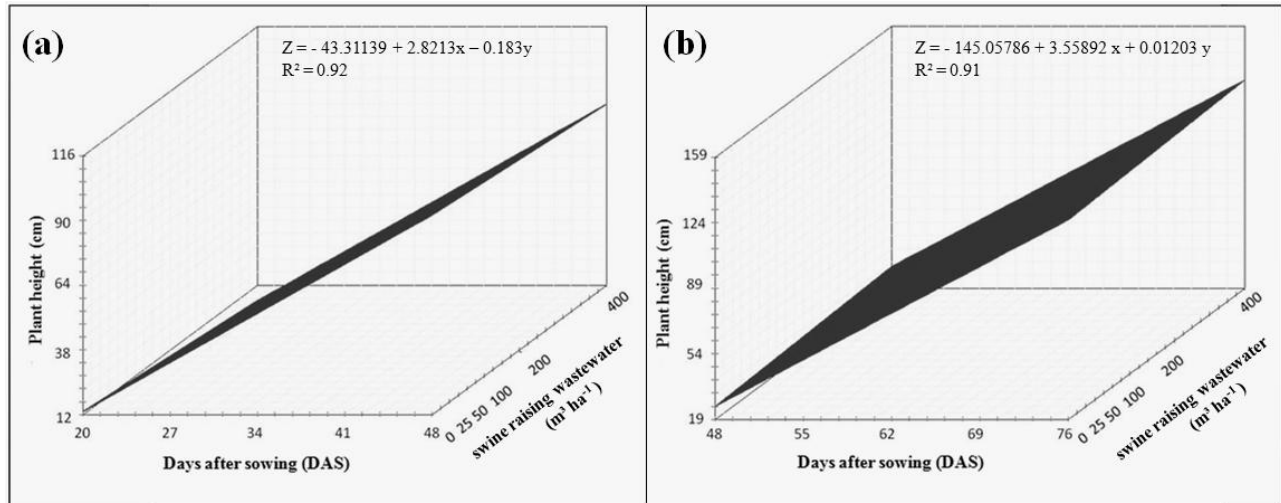 (a)
Z = - 43.31139 + 2.8213x – 0.183y
R² = 0.92
116
90
64
38
12
Plant height (cm)
20 27 34 41 48
Days after sowing (DAS)
0 25 50 100 200 400
swine raising wastewater
(m³ ha⁻¹)
(b)
Z = - 145.05786 + 3.55892 x + 0.01203 y
R² = 0.91
159
124
89
54
19
Plant height (cm)
48 55 62 69 76
Days after sowing (DAS)
0 25 50 100 200 400
swine raising wastewater
(m³ ha⁻¹)